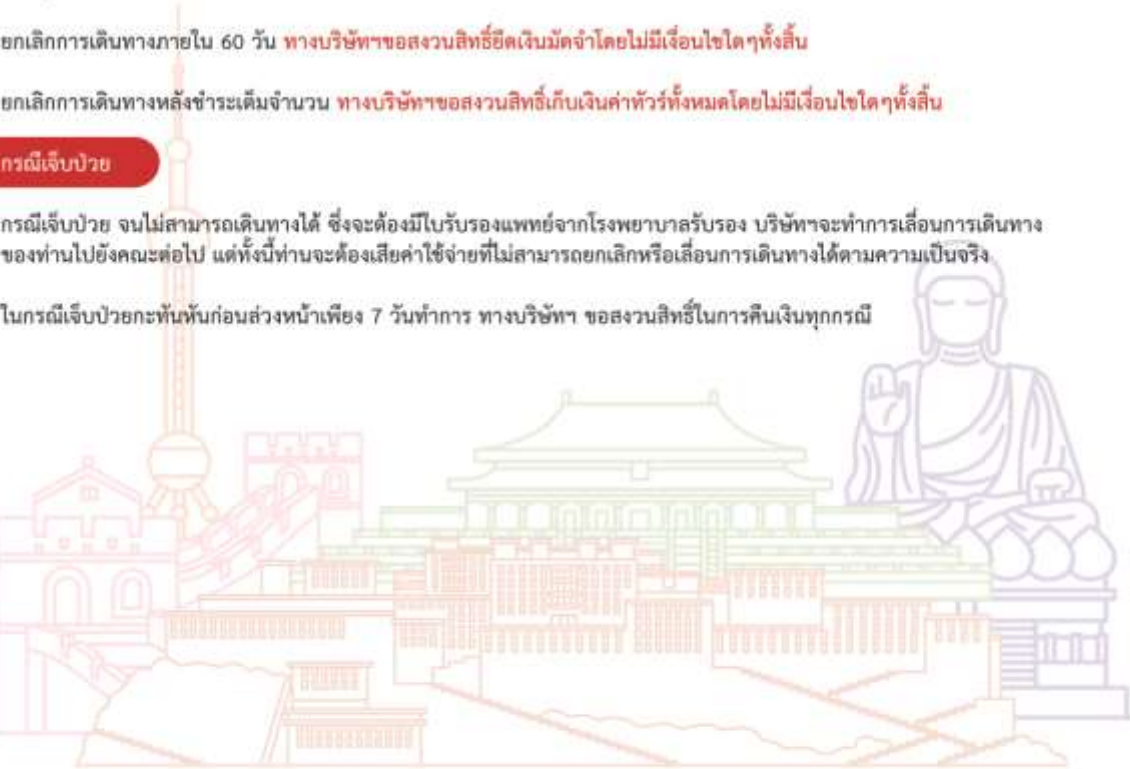 ยกเลิกการเดินทางภายใน 60 วัน ทางบริษัทฯขอสงวนสิทธิ์ยึดเงินมัดจำโดยไม่มีเงื่อนไขใดๆทั้งสิ้น
ยกเลิกการเดินทางหลังชำระเต็มจำนวน ทางบริษัทฯขอสงวนสิทธิ์เก็บเงินค่าทัวร์ทั้งหมดโดยไม่มีเงื่อนไขใดๆทั้งสิ้น
กรณีเจ็บป่วย
กรณีเจ็บป่วย จนไม่สามารถเดินทางได้ ซึ่งจะต้องมีใบรับรองแพทย์จากโรงพยาบาลรับรอง บริษัทฯจะทำการเลื่อนการเดินทาง
ของท่านไปยังคณะต่อไป แต่ทั้งนี้ท่านจะต้องเสียค่าใช้จ่ายที่ไม่สามารถยกเลิกหรือเลื่อนการเดินทางได้ตามความเป็นจริง
ในกรณีเจ็บป่วยกะทันหันก่อนล่วงหน้าเพียง 7 วันทำการ ทางบริษัทฯ ขอสงวนสิทธิ์ในการคืนเงินทุกกรณี